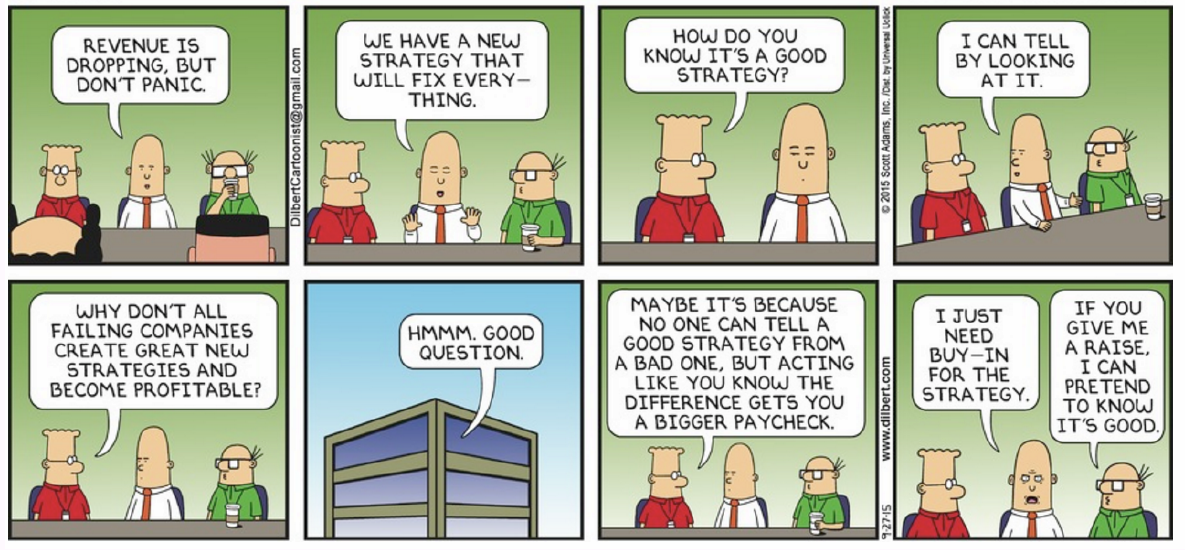 REVENUE IS
DROPPING, BUT
DON'T PANIC.
DilbertCartoonist@gmail.com
WE HAVE A NEW
STRATEGY THAT
WILL FIX EVERY—
THING.
HOW DO YOU
KNOW IT'S A GOOD
STRATEGY?
© 2015 Scott Adams, Inc. /Dist. by Universal Uclick
I CAN TELL
BY LOOKING
AT IT.
WHY DON'T ALL
FAILING COMPANIES
CREATE GREAT NEW
STRATEGIES AND
BECOME PROFITABLE?
HMMM. GOOD
QUESTION.
MAYBE IT'S BECAUSE
NO ONE CAN TELL A
GOOD STRATEGY FROM
A BAD ONE, BUT ACTING
LIKE YOU KNOW THE
DIFFERENCE GETS YOU
A BIGGER PAYCHECK.
9-27-15
www.dilbert.com
I JUST
NEED
BUY—IN
FOR THE
STRATEGY.
IF YOU
GIVE ME
A RAISE,
I CAN
PRETEND
TO KNOW
IT'S GOOD.